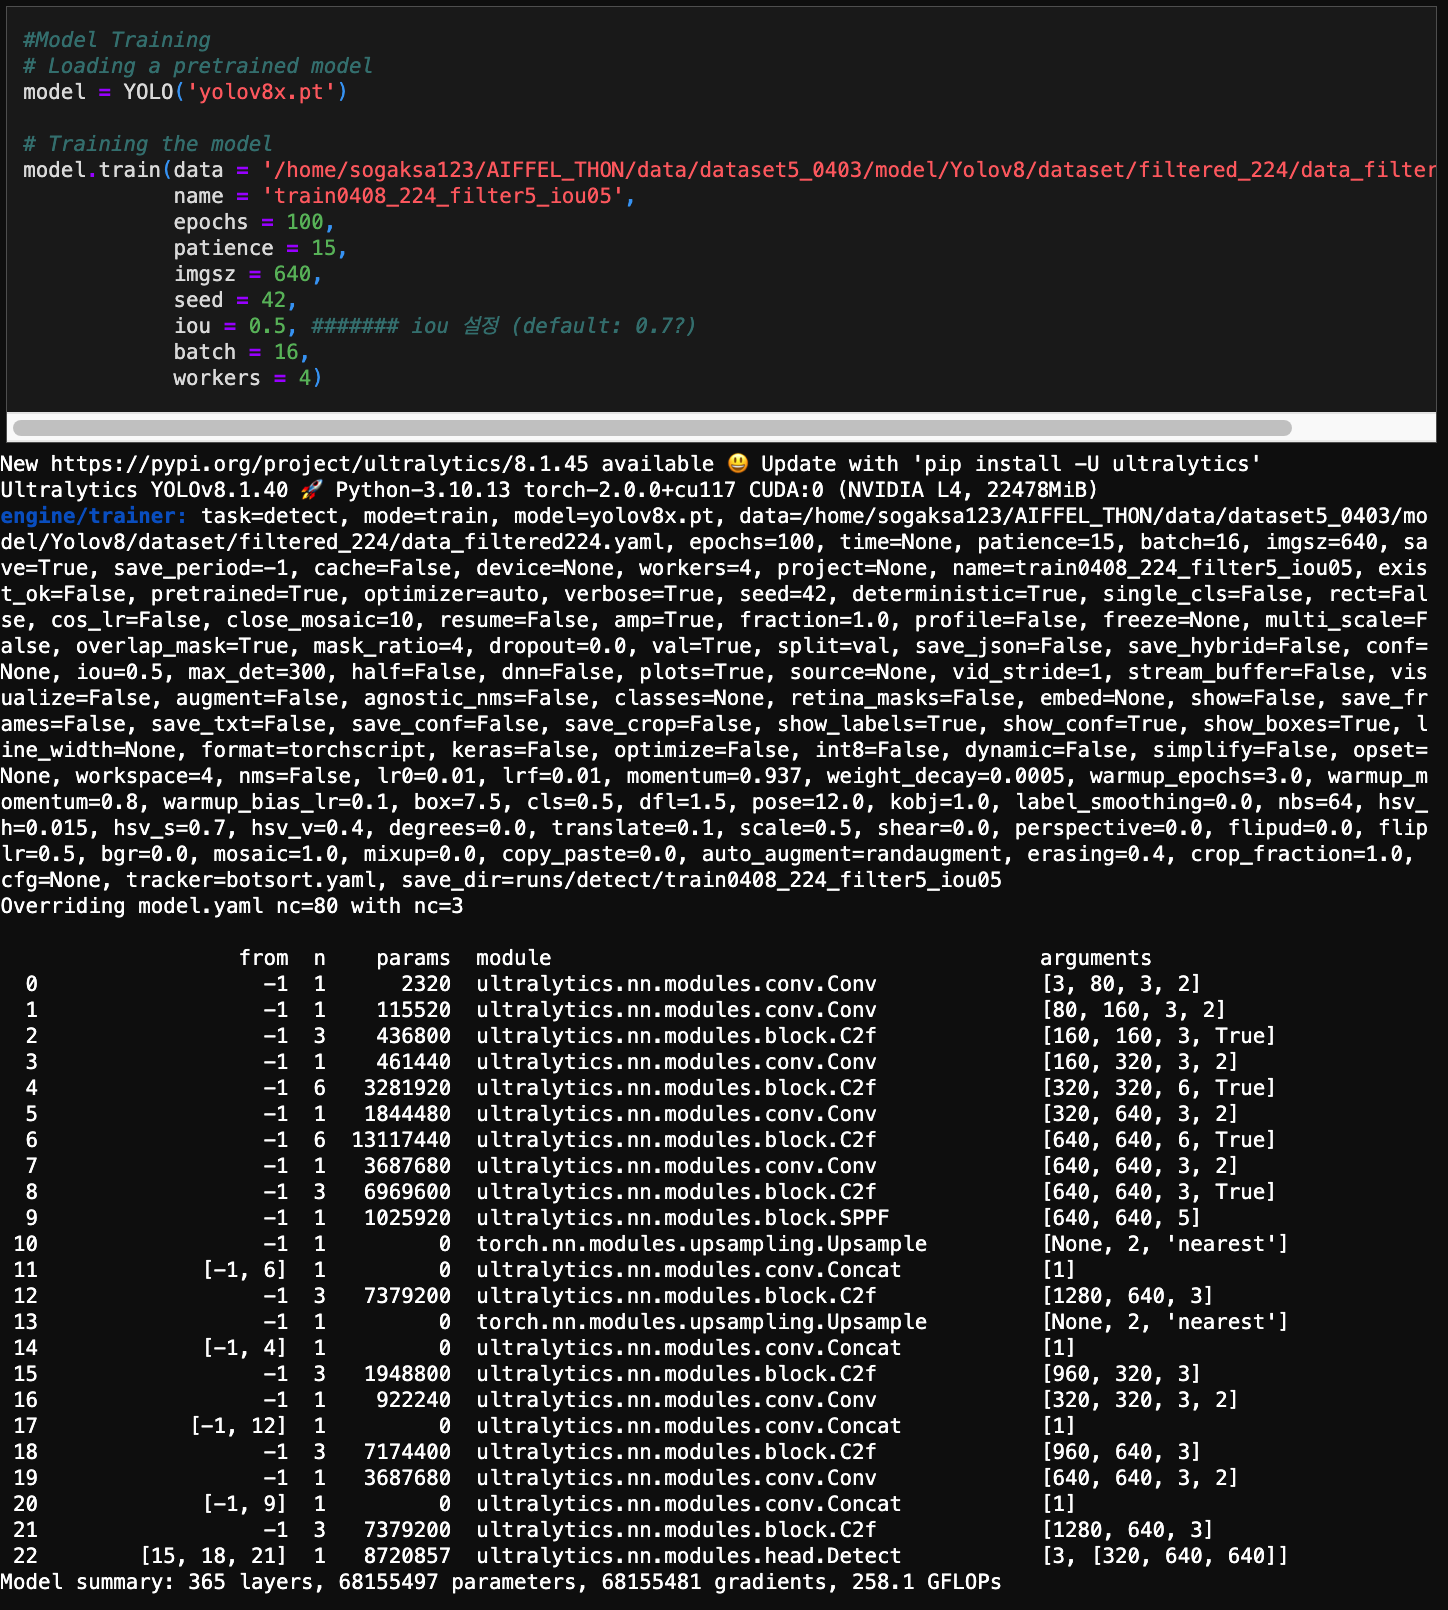 #Model Training
# Loading a pretrained model
model = YOLO('yolov8x.pt')
# Training the model
model.train(data = '/home/sogaksa123/AIFFEL_THON/data/dataset5_0403/model/Yolov8/dataset/filtered_224/data_filter
name = 'train0408_224_filter5_iou05',
epochs = 100,
patience = 15,
imgsz = 640,
seed = 42,
iou = 0.5, ####### iou 설정 (default: 0.7?)
batch = 16,
workers = 4)
New https://pypi.org/project/ultralytics/8.1.45 available 😃 Update with 'pip install -U ultralytics'
Ultralytics YOLOv8.1.40 🚀 Python-3.10.13 torch-2.0.0+cu117 CUDA:0 (NVIDIA L4, 22478MiB)
engine/trainer: task=detect, mode=train, model=yolov8x.pt, data=/home/sogaksa123/AIFFEL_THON/data/dataset5_0403/mo
del/Yolov8/dataset/filtered_224/data_filtered224.yaml, epochs=100, time=None, patience=15, batch=16, imgsz=640, sa
ve=True, save_period=-1, cache=False, device=None, workers=4, project=None, name=train0408_224_filter5_iou05, exis
t_ok=False, pretrained=True, optimizer=auto, verbose=True, seed=42, deterministic=True, single_cls=False, rect=Fal
se, cos_lr=False, close_mosaic=10, resume=False, amp=True, fraction=1.0, profile=False, freeze=None, multi_scale=F
alse, overlap_mask=True, mask_ratio=4, dropout=0.0, val=True, split=val, save_json=False, save_hybrid=False, conf=
None, iou=0.5, max_det=300, half=False, dnn=False, plots=True, source=None, vid_stride=1, stream_buffer=False, vis
ualize=False, augment=False, agnostic_nms=False, classes=None, retina_masks=False, embed=None, show=False, save_fr
ames=False, save_txt=False, save_conf=False, save_crop=False, show_labels=True, show_conf=True, show_boxes=True, l
ine_width=None, format=torchscript, keras=False, optimize=False, int8=False, dynamic=False, simplify=False, opset=
None, workspace=4, nms=False, lr0=0.01, lrf=0.01, momentum=0.937, weight_decay=0.0005, warmup_epochs=3.0, warmup_m
omentum=0.8, warmup_bias_lr=0.1, box=7.5, cls=0.5, dfl=1.5, pose=12.0, kobj=1.0, label_smoothing=0.0, nbs=64, hsv_
h=0.015, hsv_s=0.7, hsv_v=0.4, degrees=0.0, translate=0.1, scale=0.5, shear=0.0, perspective=0.0, flipud=0.0, flip
lr=0.5, bgr=0.0, mosaic=1.0, mixup=0.0, copy_paste=0.0, auto_augment=randaugment, erasing=0.4, crop_fraction=1.0,
cfg=None, tracker=botsort.yaml, save_dir=runs/detect/train0408_224_filter5_iou05
Overriding model.yaml nc=80 with nc=3
from n params module arguments
0 -1 1 2320 ultralytics.nn.modules.conv.Conv [3, 80, 3, 2]
1 -1 1 115520 ultralytics.nn.modules.conv.Conv [80, 160, 3, 2]
2 -1 3 436800 ultralytics.nn.modules.block.C2f [160, 160, 3, True]
3 -1 1 461440 ultralytics.nn.modules.conv.Conv [160, 320, 3, 2]
4 -1 6 3281920 ultralytics.nn.modules.block.C2f [320, 320, 6, True]
5 -1 1 1844480 ultralytics.nn.modules.conv.Conv [320, 640, 3, 2]
6 -1 6 13117440 ultralytics.nn.modules.block.C2f [640, 640, 6, True]
7 -1 1 3687680 ultralytics.nn.modules.conv.Conv [640, 640, 3, 2]
8 -1 3 6969600 ultralytics.nn.modules.block.C2f [640, 640, 3, True]
9 -1 1 1025920 ultralytics.nn.modules.block.SPPF [640, 640, 5]
10 -1 1 0 torch.nn.modules.upsampling.Upsample [None, 2, 'nearest']
11 [-1, 6] 1 0 ultralytics.nn.modules.conv.Concat [1]
12 -1 3 7379200 ultralytics.nn.modules.block.C2f [1280, 640, 3]
13 -1 1 0 torch.nn.modules.upsampling.Upsample [None, 2, 'nearest']
14 [-1, 4] 1 0 ultralytics.nn.modules.conv.Concat [1]
15 -1 3 1948800 ultralytics.nn.modules.block.C2f [960, 320, 3]
16 -1 1 922240 ultralytics.nn.modules.conv.Conv [320, 320, 3, 2]
17 [-1, 12] 1 0 ultralytics.nn.modules.conv.Concat [1]
18 -1 3 7174400 ultralytics.nn.modules.block.C2f [960, 640, 3]
19 -1 1 3687680 ultralytics.nn.modules.conv.Conv [640, 640, 3, 2]
20 [-1, 9] 1 0 ultralytics.nn.modules.conv.Concat [1]
21 -1 3 7379200 ultralytics.nn.modules.block.C2f [1280, 640, 3]
22 [15, 18, 21] 1 8720857 ultralytics.nn.modules.head.Detect [3, [320, 640, 640]]
Model summary: 365 layers, 68155497 parameters, 68155481 gradients, 258.1 GFLOPs